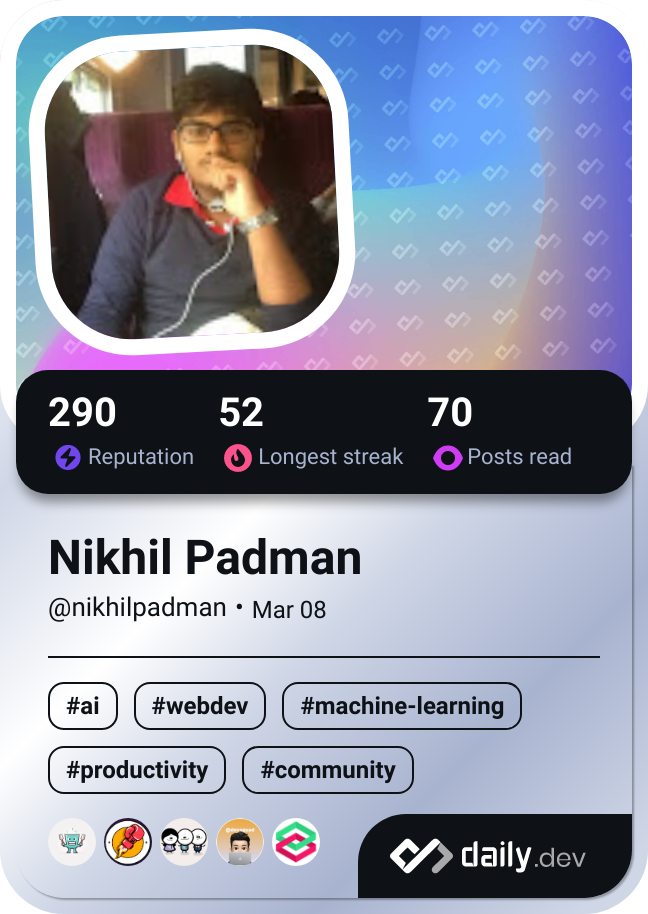 290 52 70
Reputation Longest streak Posts read
Nikhil Padman
@nikhilpadman • Mar 08
#ai #webdev #machine-learning
#productivity #community
daily.dev